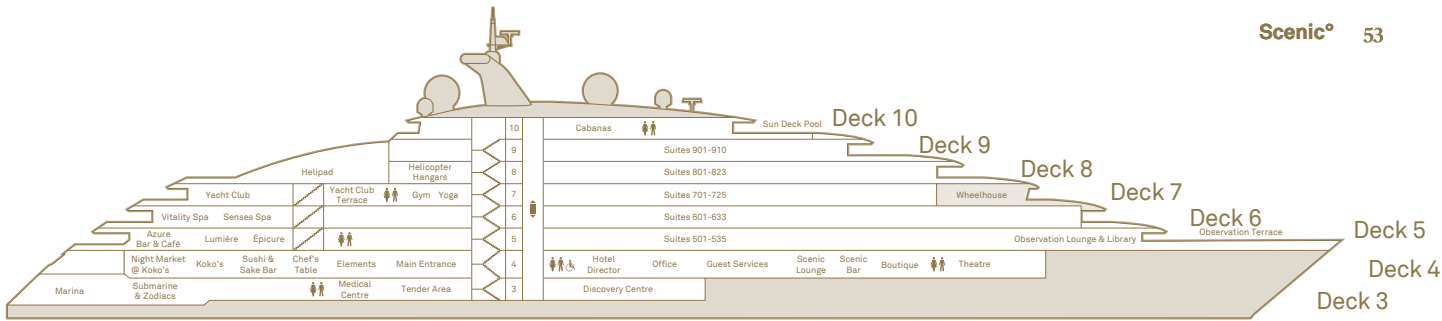 Scenic° 53
10 Cabanas Sun Deck Pool Deck 10
9 Suites 901-910 Deck 9
Helipad Helicopter
Hangars 8 Suites 801-823 Deck 8
Yacht Club Yacht Club
Terrace Gym Yoga 7 Suites 701-725 Wheelhouse Deck 7
Vitality Spa Senses Spa 6 Suites 601-633 Deck 6
Observation Terrace
Azure
Bar & Café Lumière Épicure 5 Suites 501-535 Observation Lounge & Library Deck 5
Night Market
@ Koko's Koko's Sushi &
Sake Bar Chef's
Table Elements Main Entrance 4 Hotel
Director Office Guest Services Scenic
Lounge Scenic
Bar Boutique Theatre Deck 4
Marina Submarine
& Zodiacs Medical
Centre Tender Area 3 Discovery Centre Deck 3